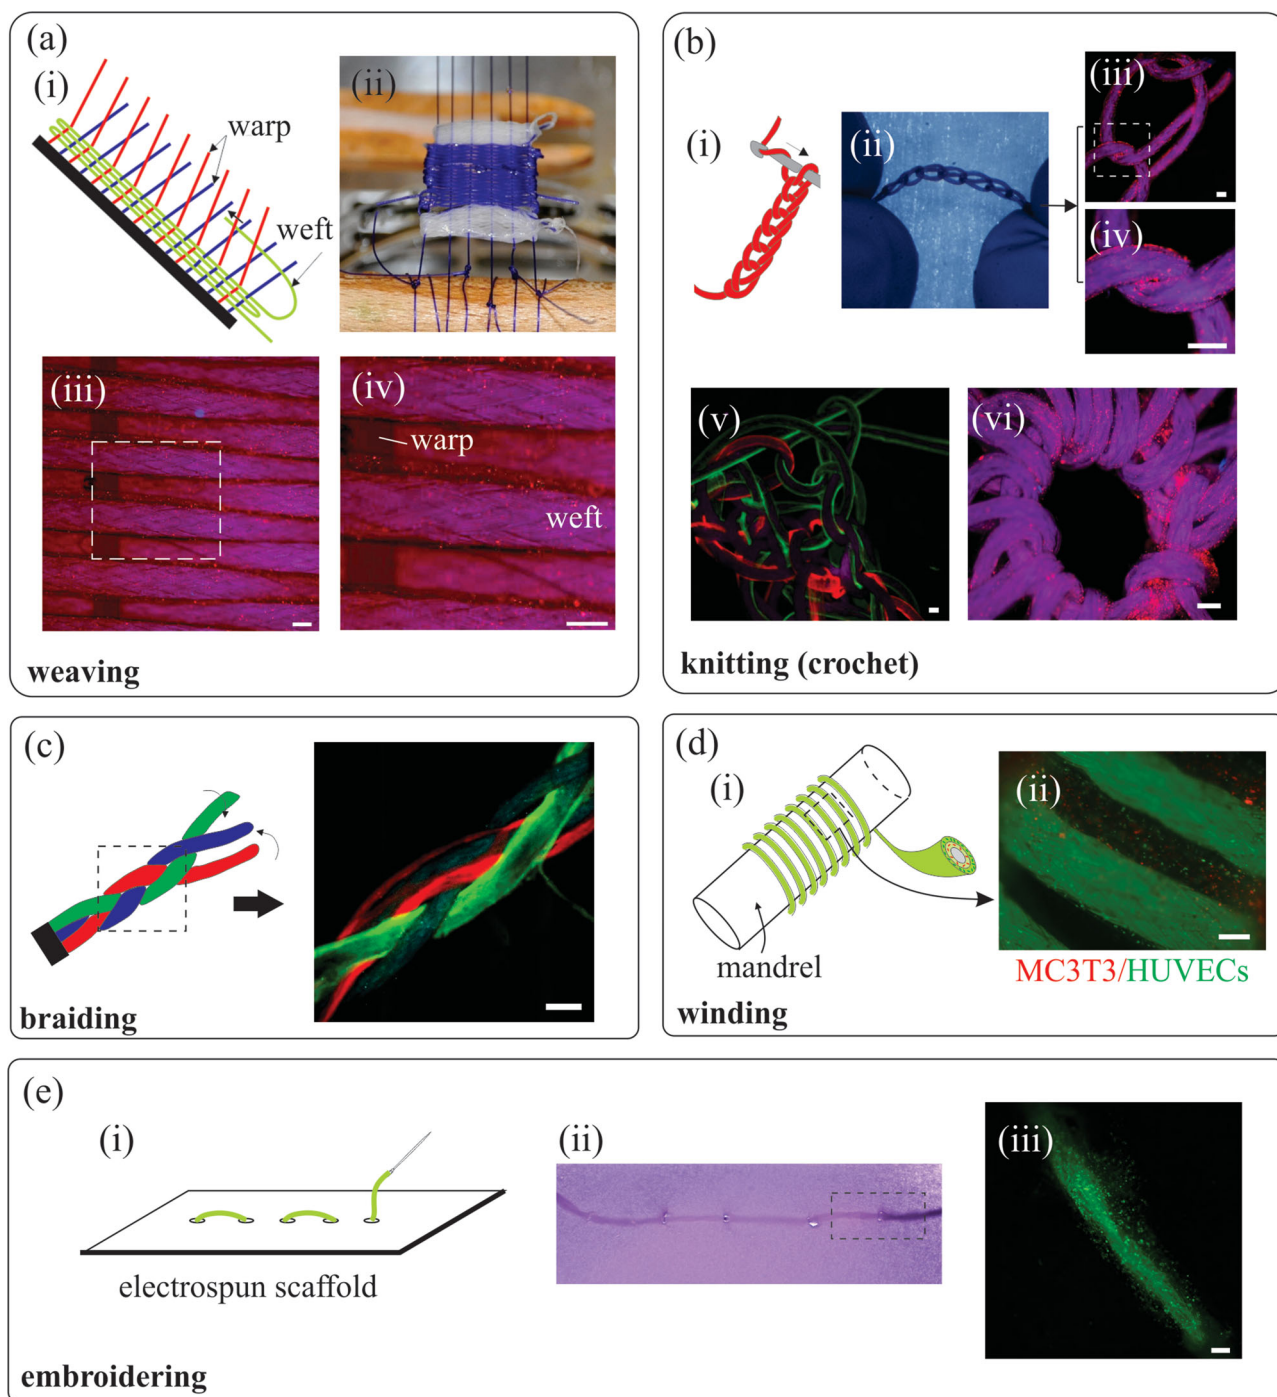 (a)
(i)
warp
weft
(ii)
(iii)
(iv)
warp
weft
weaving
(b)
(i)
(ii)
(iii)
(iv)
(v)
(vi)
knitting (crochet)
(c)
braiding
(d)
(i)
mandrel
(ii)
MC3T3/HUVECs
winding
(e)
(i)
electrospun scaffold
(ii)
(iii)
embroidering